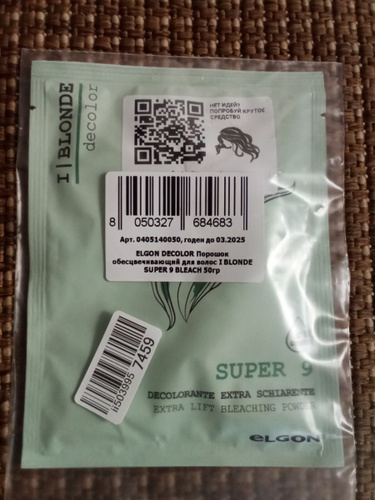 I | BLONDE
decolor
НЕТ ИДЕЙ?
ПОПРОБУЙ КРУТОЕ
СРЕДСТВО
8 050327 684683
Арт. 0405140050, годен до 03.2025
ELGON DECOLOR Порошок
обесцвечивающий для волос I BLONDE
SUPER 9 BLEACH 50гр
ii503995 7459
SUPER 9
DECOLORANTE EXTRA SCHIARENTE
EXTRA LIFT BLEACHING POWDER
eLGON